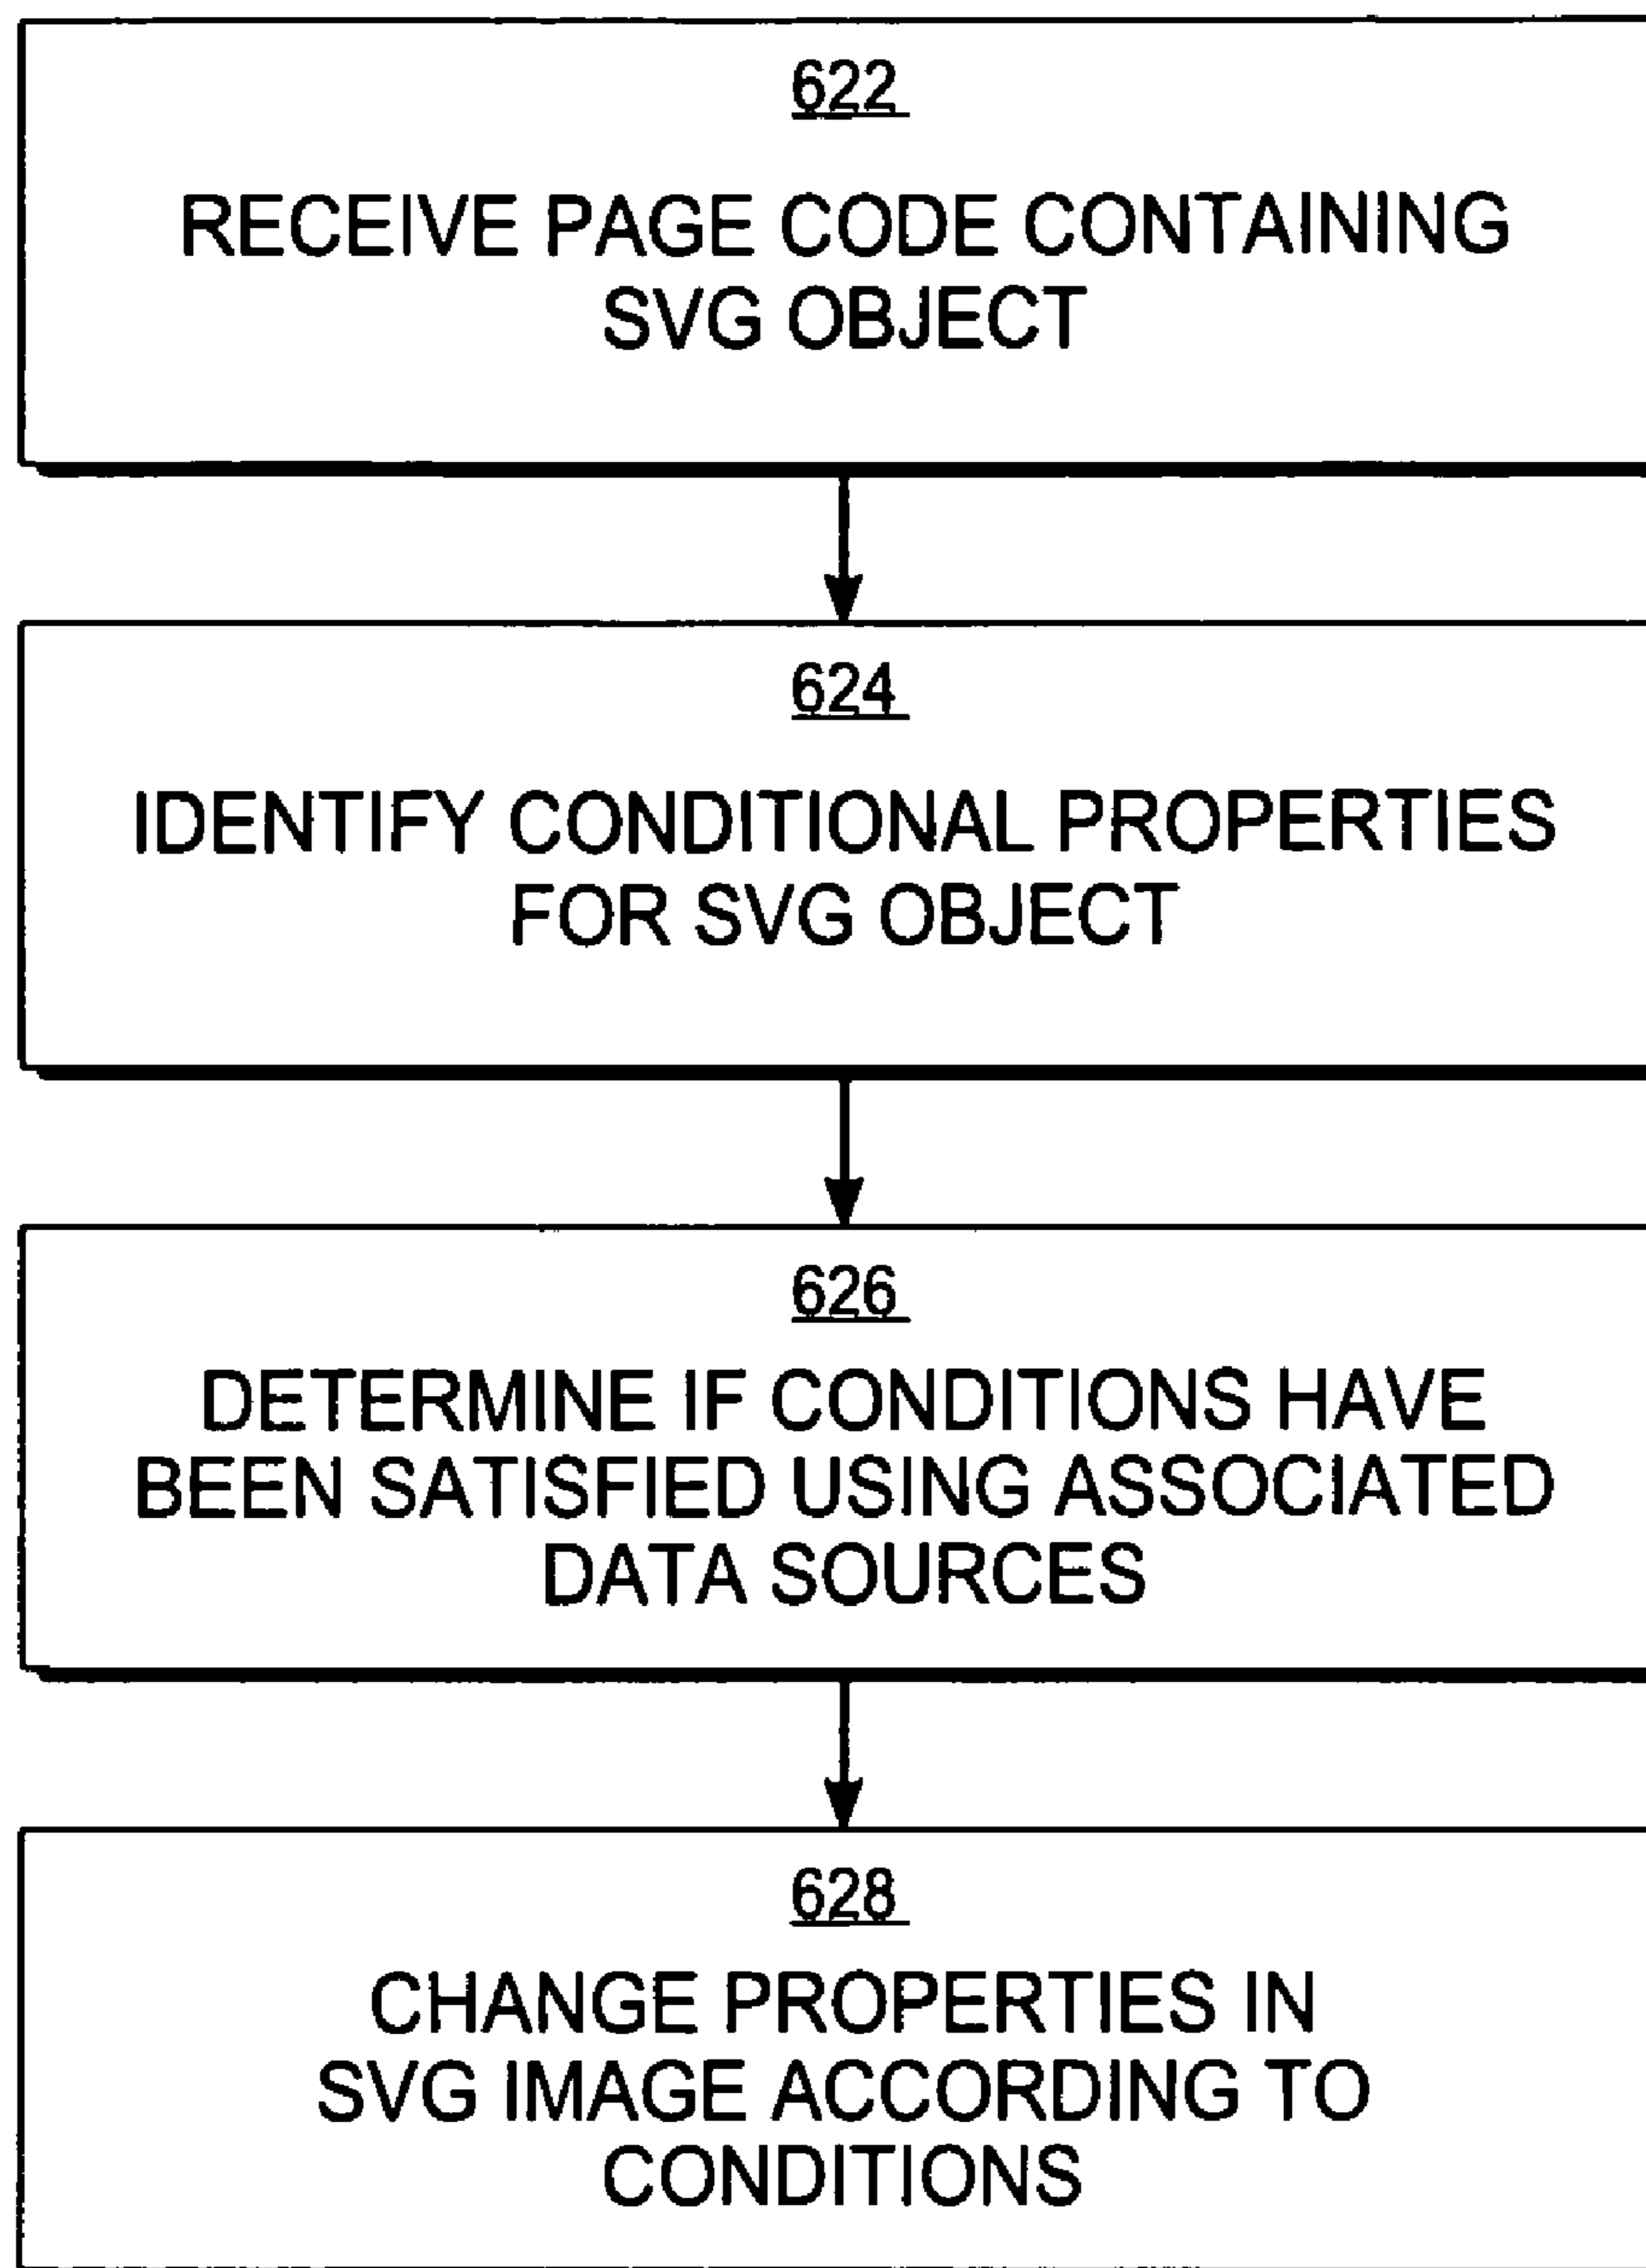 622
RECEIVE PAGE CODE CONTAINING
SVG OBJECT
624
IDENTIFY CONDITIONAL PROPERTIES
FOR SVG OBJECT
626
DETERMINE IF CONDITIONS HAVE
BEEN SATISFIED USING ASSOCIATED
DATA SOURCES
628
CHANGE PROPERTIES IN
SVG IMAGE ACCORDING TO
CONDITIONS